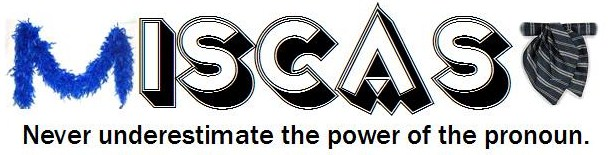 MISCAST
Never underestimate the power of the pronoun.